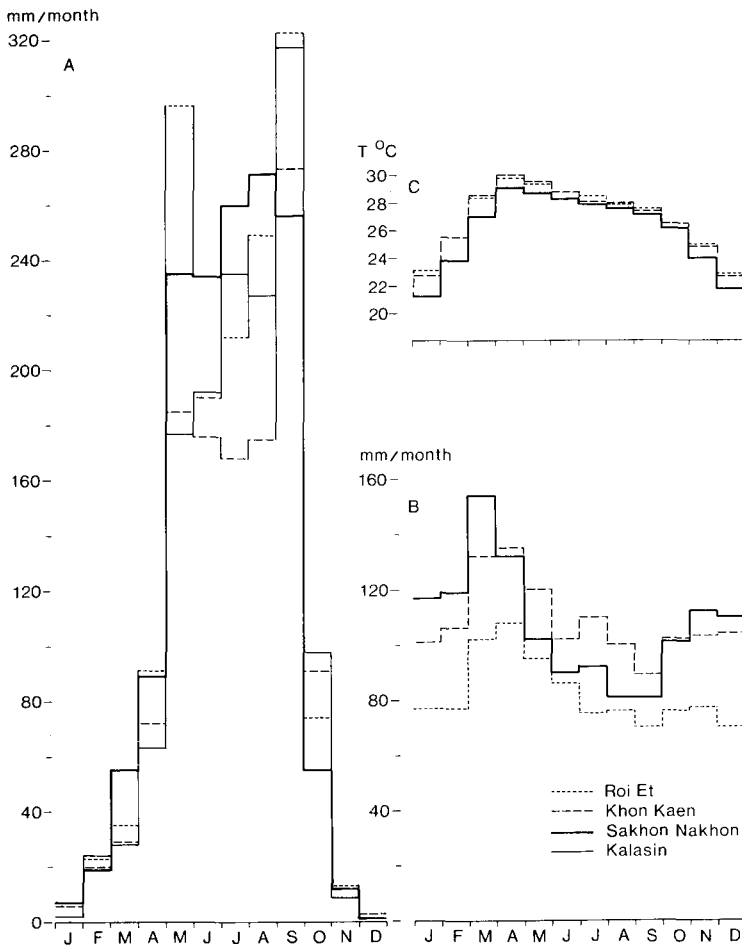 mm/month
320
A
280
240
200
160
120
80
40
0
J F M A M J J A S O N D
T °C
C
30
28
26
24
22
20
J F M A M J J A S O N D
mm/month
160
B
120
80
40
0
Roi Et
Khon Kaen
Sakhon Nakhon
Kalasin
J F M A M J J A S O N D